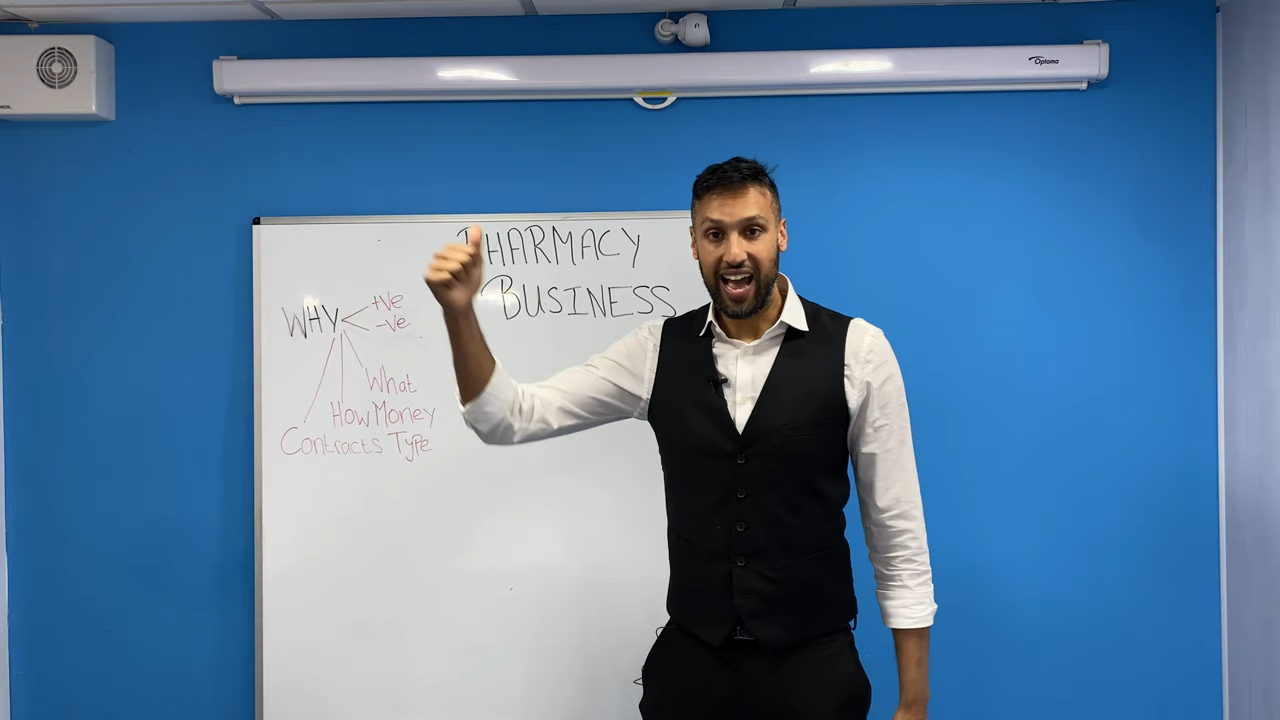 Optoma
PHARMACY
BUSINESS
WHY
+Ve
-Ve
What
How Money
Contracts Type